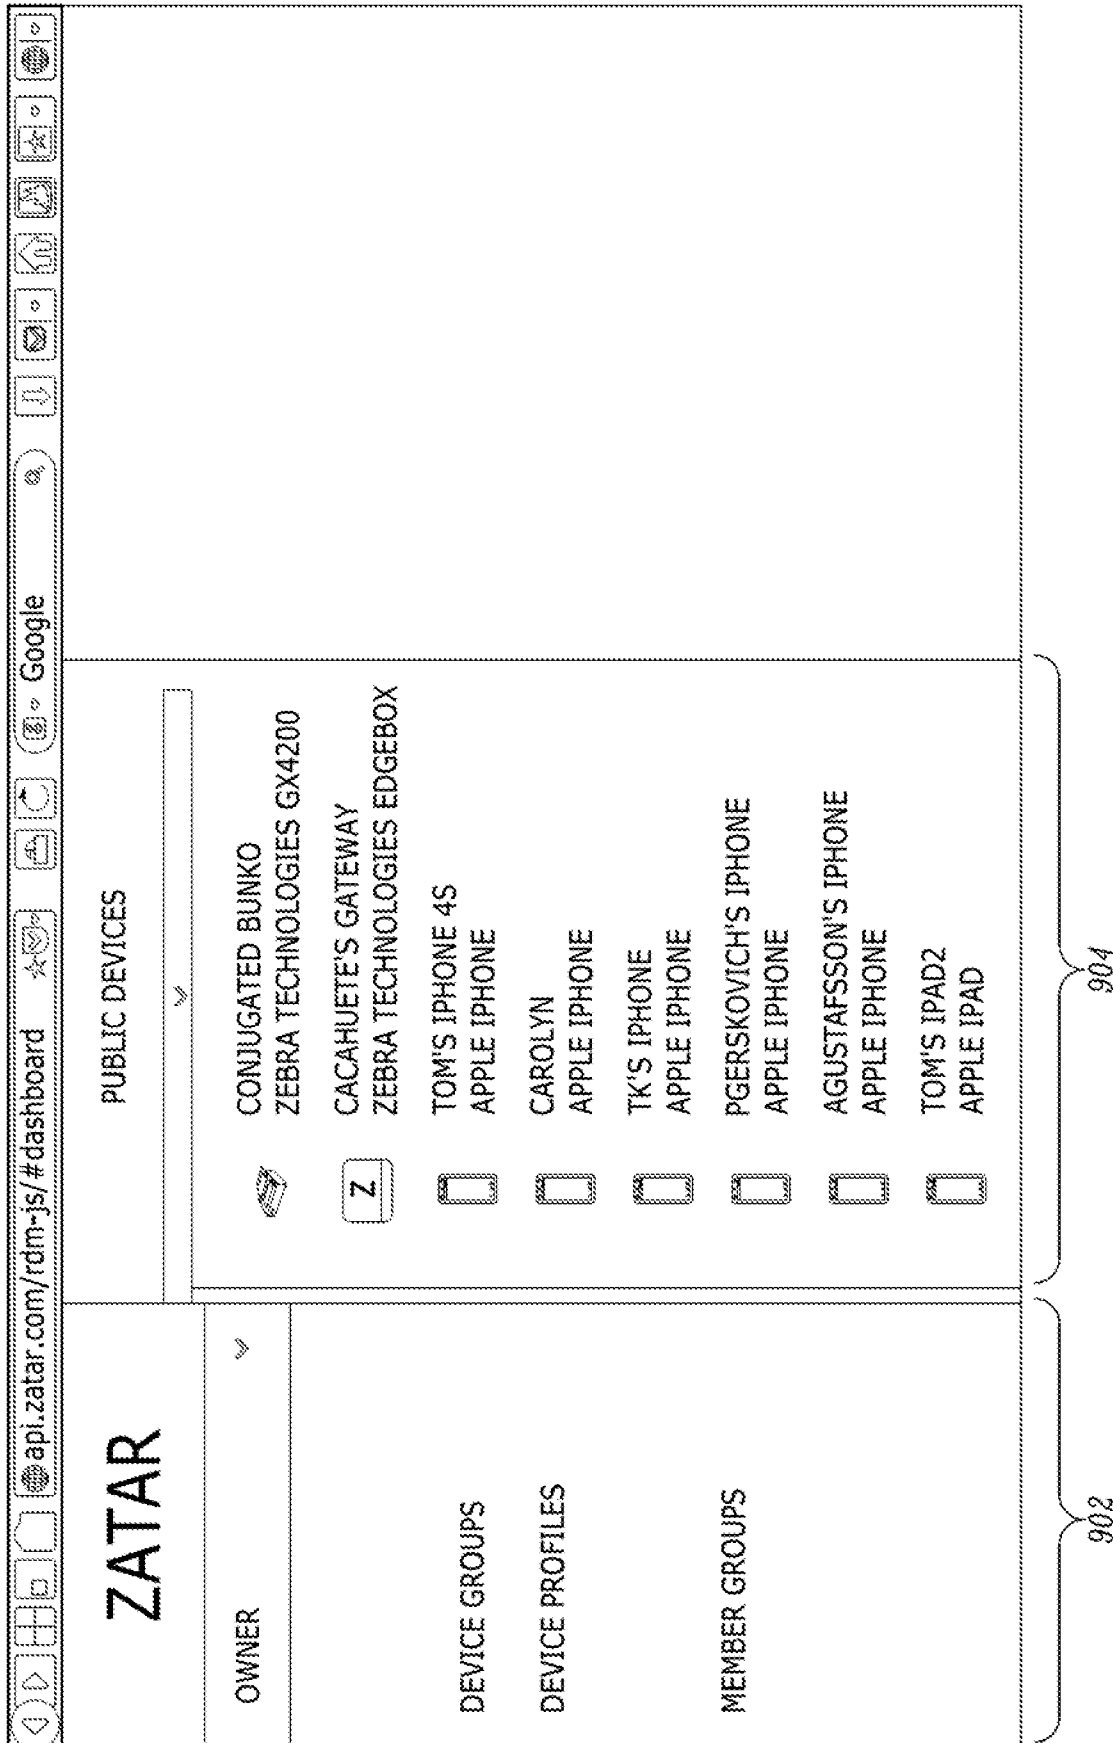 api.zatar.com/rdm-js/#dashboard
Google
ZATAR
OWNER
DEVICE GROUPS
DEVICE PROFILES
MEMBER GROUPS
PUBLIC DEVICES
CONJUGATED BUNKO
ZEBRA TECHNOLOGIES GX4200
Z
CACAHUETE'S GATEWAY
ZEBRA TECHNOLOGIES EDGEBOX
TOM'S IPHONE 4S
APPLE IPHONE
CAROLYN
APPLE IPHONE
TK'S IPHONE
APPLE IPHONE
PGERSKOVICH'S IPHONE
APPLE IPHONE
AGUSTAFSSON'S IPHONE
APPLE IPHONE
TOM'S IPAD2
APPLE IPAD
902
904